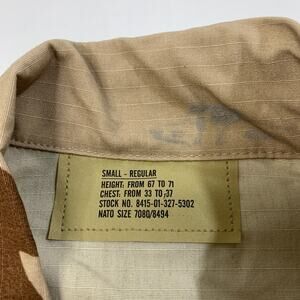 SMALL - REGULAR
HEIGHT: FROM 67 TO 71
CHEST: FROM 33 TO 37
STOCK NO. 8415-01-327-5302
NATO SIZE 7080/8494